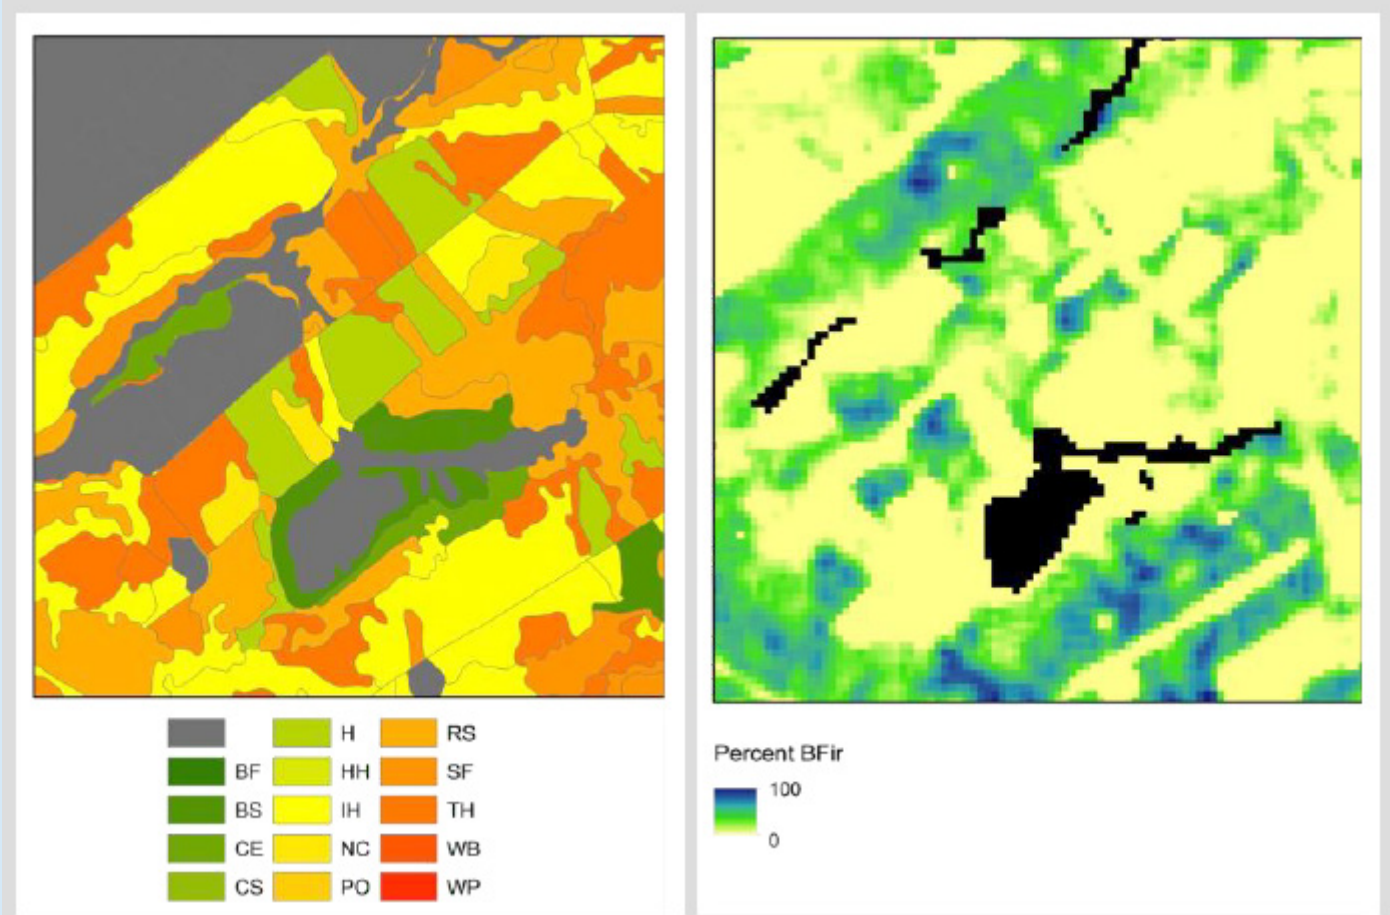 H RS
BF HH SF
BS IH TH
CE NC WB
CS PO WP
Percent BFir
100
0